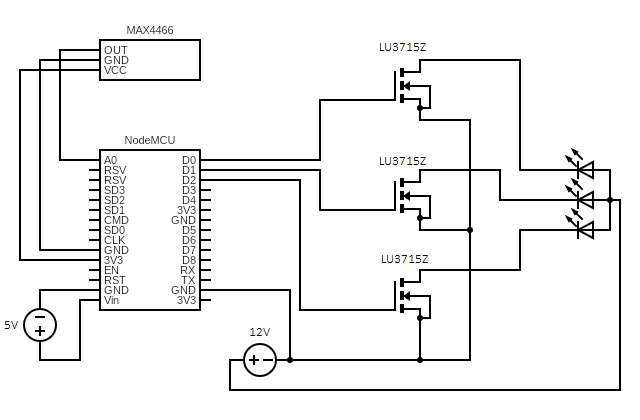 MAX4466
OUT
GND
VCC
LU3715Z
NodeMCU
A0 D0
RSV D1
RSV D2
SD3 D3
SD2 D4
SD1 3V3
CMD GND
SD0 D5
CLK D6
GND D7
3V3 D8
EN RX
RST TX
GND GND
Vin 3V3
LU3715Z
LU3715Z
5V
12V